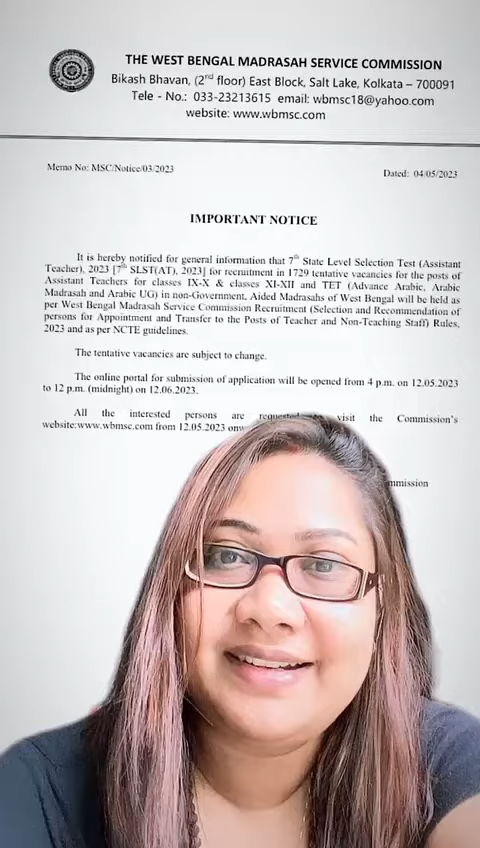 THE WEST BENGAL MADRASAH SERVICE COMMISSION
Bikash Bhavan, (2nd floor) East Block, Salt Lake, Kolkata – 700091
Tele - No.: 033-23213615 email: wbmsc18@yahoo.com
website: www.wbmsc.com
Memo No: MSC/Notice/03/2023
Dated: 04/05/2023
IMPORTANT NOTICE
It is hereby notified for general information that 7th State Level Selection Test (Assistant
Teacher), 2023 [7th SLST(AT), 2023] for recruitment in 1729 tentative vacancies for the posts of
Assistant Teachers for classes IX-X & classes XI-XII and TET (Advance Arabic, Arabic
Madrasah and Arabic UG) in non-Government, Aided Madrasahs of West Bengal will be held as
per West Bengal Madrasah Service Commission Recruitment (Selection and Recommendation of
persons for Appointment and Transfer to the Posts of Teacher and Non-Teaching Staff) Rules,
2023 and as per NCTE guidelines.
The tentative vacancies are subject to change.
The online portal for submission of application will be opened from 4 p.m. on 12.05.2023
to 12 p.m. (midnight) on 12.06.2023.
All the interested persons are requested visit the Commission's
website:www.wbmsc.com from 12.05.2023